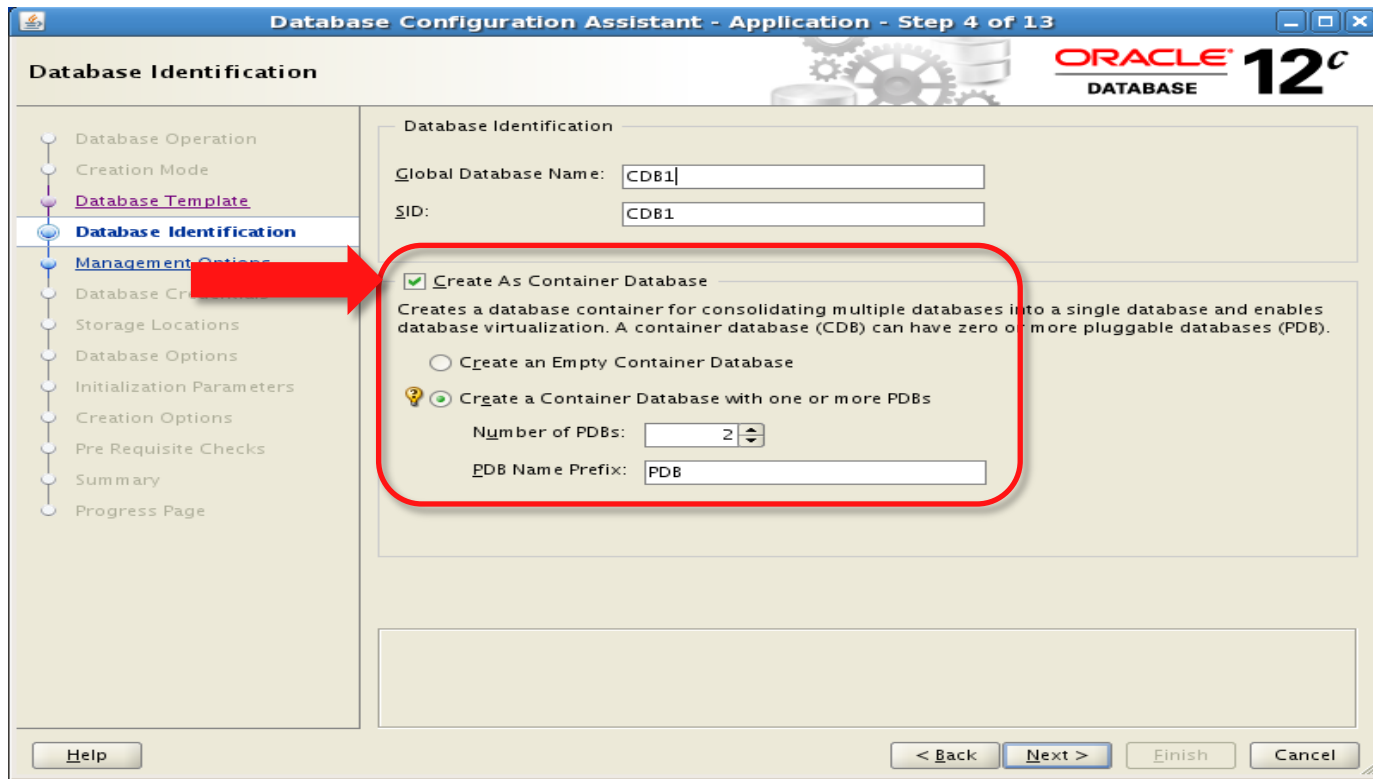 Database Configuration Assistant - Application - Step 4 of 13
Database Identification
ORACLE
DATABASE
12c
Database Operation
Creation Mode
Database Template
Database Identification
Management Options
Database Credentials
Storage Locations
Database Options
Initialization Parameters
Creation Options
Pre Requisite Checks
Summary
Progress Page
Database Identification
Global Database Name: CDB1
SID: CDB1
Create As Container Database
Creates a database container for consolidating multiple databases into a single database and enables
database virtualization. A container database (CDB) can have zero or more pluggable databases (PDB).
Create an Empty Container Database
Create a Container Database with one or more PDBs
Number of PDBs: 2
PDB Name Prefix: PDB
Help
< Back
Next >
Finish
Cancel